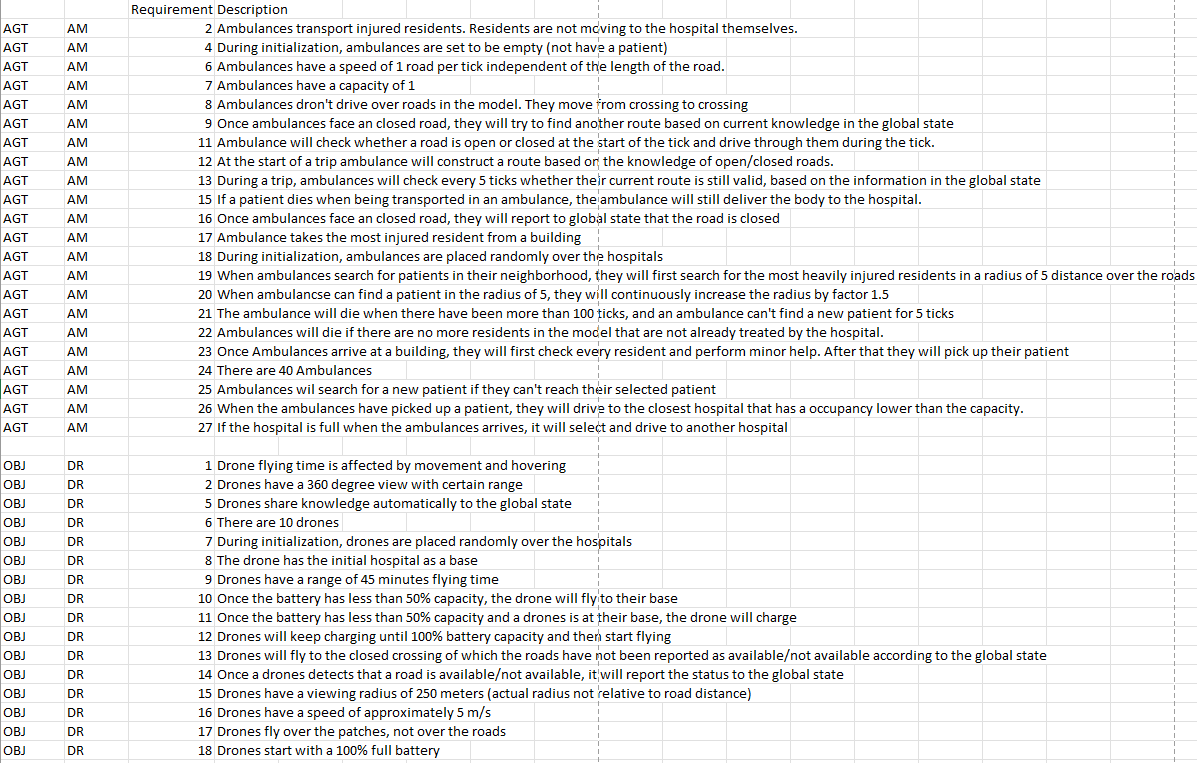 Requirement Description
AGT AM 2 Ambulances transport injured residents. Residents are not moving to the hospital themselves.
AGT AM 4 During initialization, ambulances are set to be empty (not have a patient)
AGT AM 6 Ambulances have a speed of 1 road per tick independent of the length of the road.
AGT AM 7 Ambulances have a capacity of 1
AGT AM 8 Ambulances dron't drive over roads in the model. They move from crossing to crossing
AGT AM 9 Once ambulances face an closed road, they will try to find another route based on current knowledge in the global state
AGT AM 11 Ambulance will check whether a road is open or closed at the start of the tick and drive through them during the tick.
AGT AM 12 At the start of a trip ambulance will construct a route based on the knowledge of open/closed roads.
AGT AM 13 During a trip, ambulances will check every 5 ticks whether their current route is still valid, based on the information in the global state
AGT AM 15 If a patient dies when being transported in an ambulance, the ambulance will still deliver the body to the hospital.
AGT AM 16 Once ambulances face an closed road, they will report to global state that the road is closed
AGT AM 17 Ambulance takes the most injured resident from a building
AGT AM 18 During initialization, ambulances are placed randomly over the hospitals
AGT AM 19 When ambulances search for patients in their neighborhood, they will first search for the most heavily injured residents in a radius of 5 distance over the roads
AGT AM 20 When ambulancse can find a patient in the radius of 5, they will continuously increase the radius by factor 1.5
AGT AM 21 The ambulance will die when there have been more than 100 ticks, and an ambulance can't find a new patient for 5 ticks
AGT AM 22 Ambulances will die if there are no more residents in the model that are not already treated by the hospital.
AGT AM 23 Once Ambulances arrive at a building, they will first check every resident and perform minor help. After that they will pick up their patient
AGT AM 24 There are 40 Ambulances
AGT AM 25 Ambulances wil search for a new patient if they can't reach their selected patient
AGT AM 26 When the ambulances have picked up a patient, they will drive to the closest hospital that has a occupancy lower than the capacity.
AGT AM 27 If the hospital is full when the ambulances arrives, it will select and drive to another hospital
OBJ DR 1 Drone flying time is affected by movement and hovering
OBJ DR 2 Drones have a 360 degree view with certain range
OBJ DR 5 Drones share knowledge automatically to the global state
OBJ DR 6 There are 10 drones
OBJ DR 7 During initialization, drones are placed randomly over the hospitals
OBJ DR 8 The drone has the initial hospital as a base
OBJ DR 9 Drones have a range of 45 minutes flying time
OBJ DR 10 Once the battery has less than 50% capacity, the drone will fly to their base
OBJ DR 11 Once the battery has less than 50% capacity and a drones is at their base, the drone will charge
OBJ DR 12 Drones will keep charging until 100% battery capacity and then start flying
OBJ DR 13 Drones will fly to the closed crossing of which the roads have not been reported as available/not available according to the global state
OBJ DR 14 Once a drones detects that a road is available/not available, it will report the status to the global state
OBJ DR 15 Drones have a viewing radius of 250 meters (actual radius not relative to road distance)
OBJ DR 16 Drones have a speed of approximately 5 m/s
OBJ DR 17 Drones fly over the patches, not over the roads
OBJ DR 18 Drones start with a 100% full battery